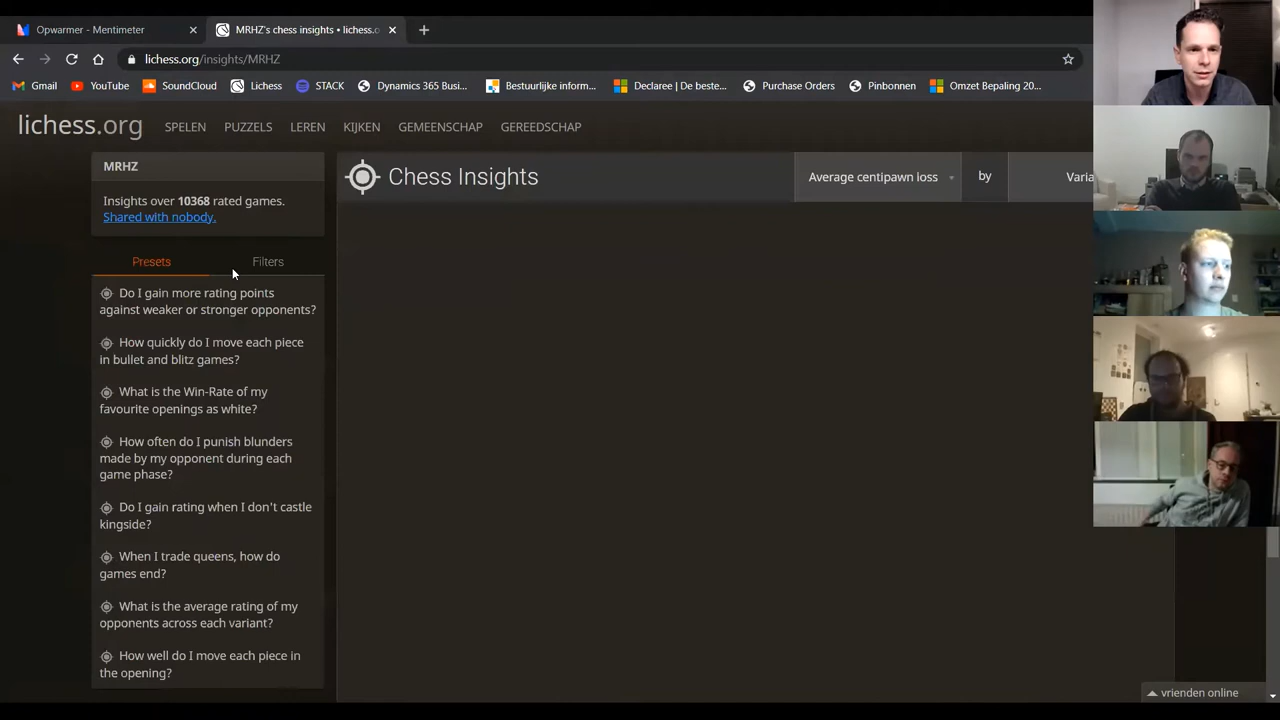 Opwarmer - Mentimeter
MRHZ's chess insights • lichess.o
lichess.org/insights/MRHZ
Gmail
YouTube
SoundCloud
Lichess
STACK
Dynamics 365 Busi...
Bestuurlijke inform...
Declaree | De beste...
Purchase Orders
Pinbonnen
Omzet Bepaling 20...
lichess.org
SPELEN
PUZZELS
LEREN
KIJKEN
GEMEENSCHAP
GEREEDSCHAP
MRHZ
Insights over 10368 rated games.
Shared with nobody.
Presets
Filters
Do I gain more rating points
against weaker or stronger opponents?
How quickly do I move each piece
in bullet and blitz games?
What is the Win-Rate of my
favourite openings as white?
How often do I punish blunders
made by my opponent during each
game phase?
Do I gain rating when I don't castle
kingside?
When I trade queens, how do
games end?
What is the average rating of my
opponents across each variant?
How well do I move each piece in
the opening?
Chess Insights
Average centipawn loss
by
Varia
vrienden online